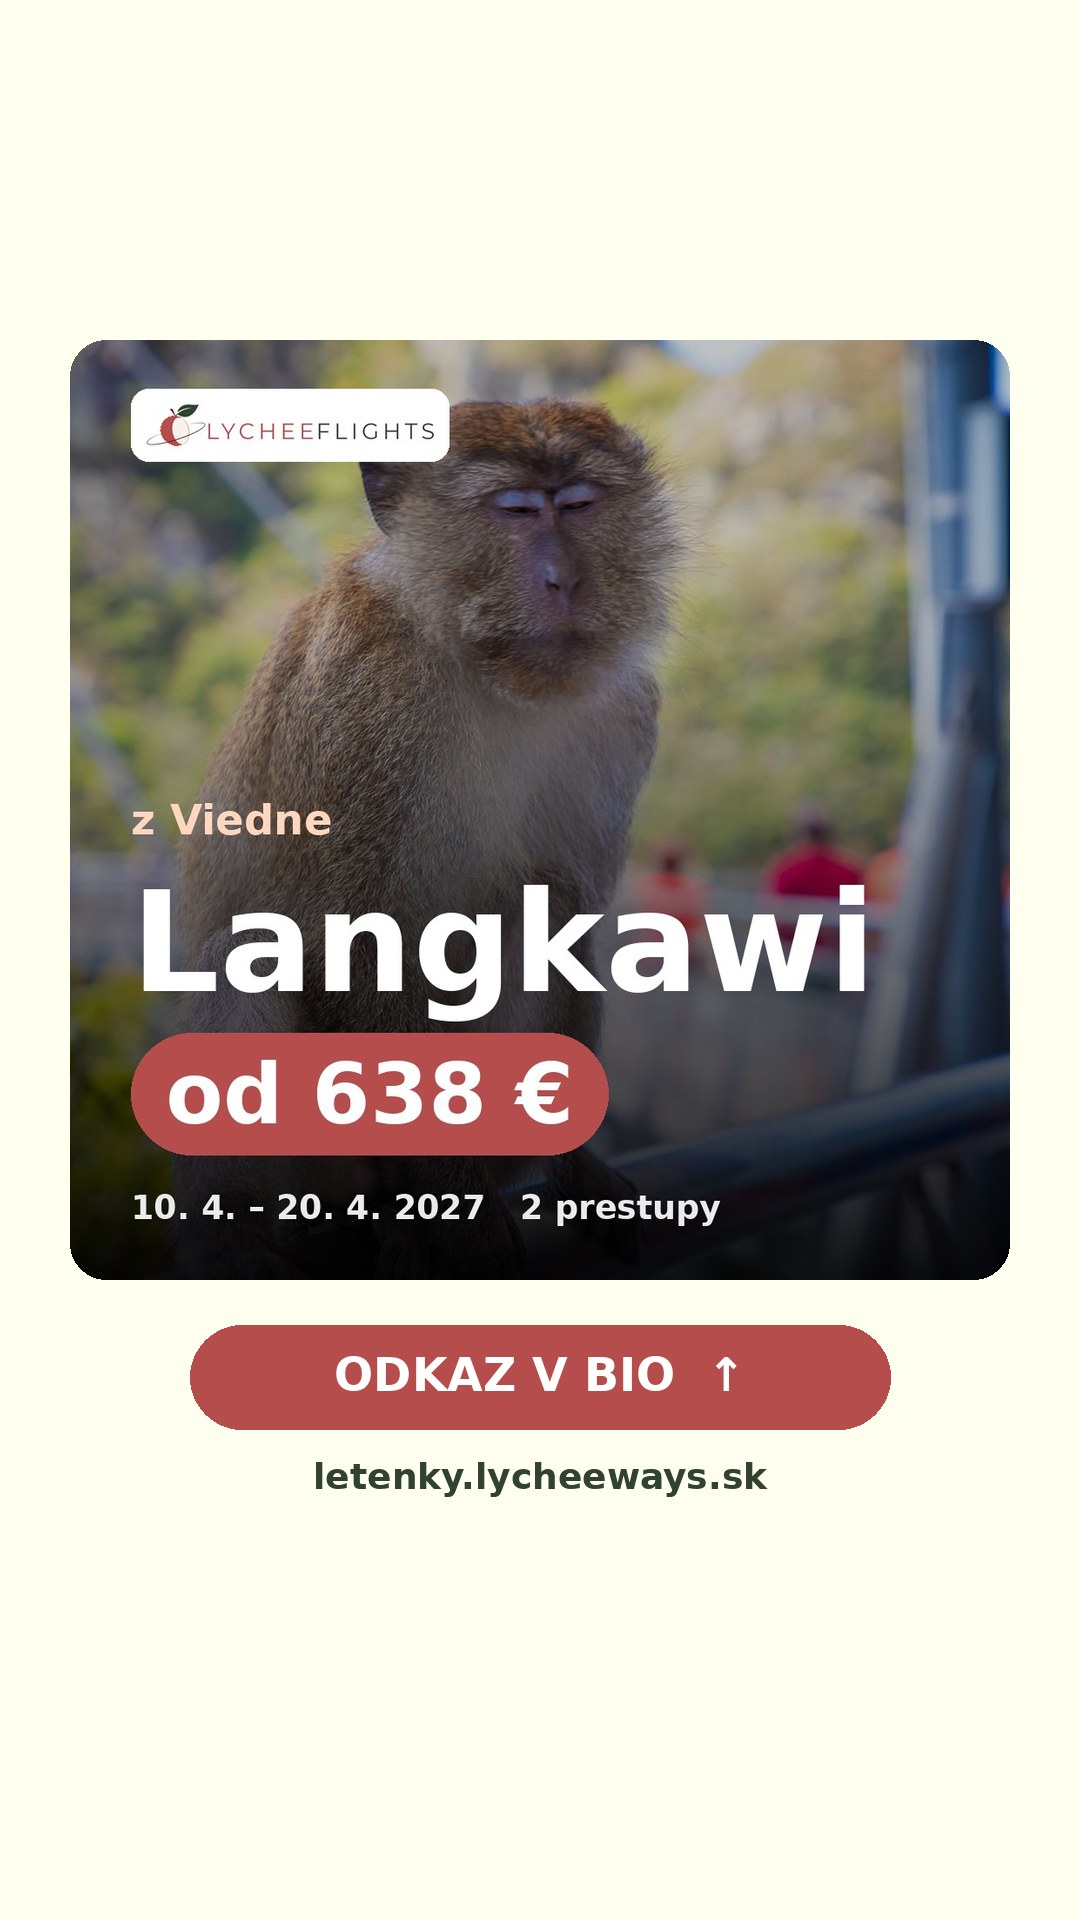 LYCHEEFLIGHTS
z Viedne
Langkawi
od 638 €
10. 4. – 20. 4. 2027 2 prestupy
ODKAZ V BIO ↑
letenky.lycheeways.sk